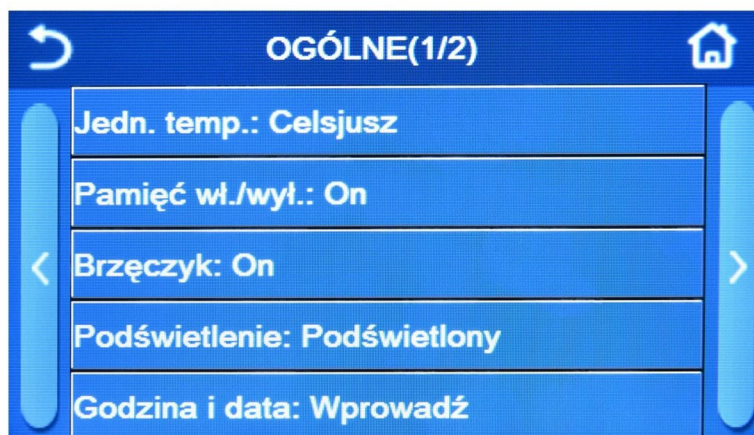 OGÓLNE(1/2)
Jedn. temp.: Celsjusz
Pamięć wł./wył.: On
Brzęczyk: On
Podświetlenie: Podświetlony
Godzina i data: Wprowadź